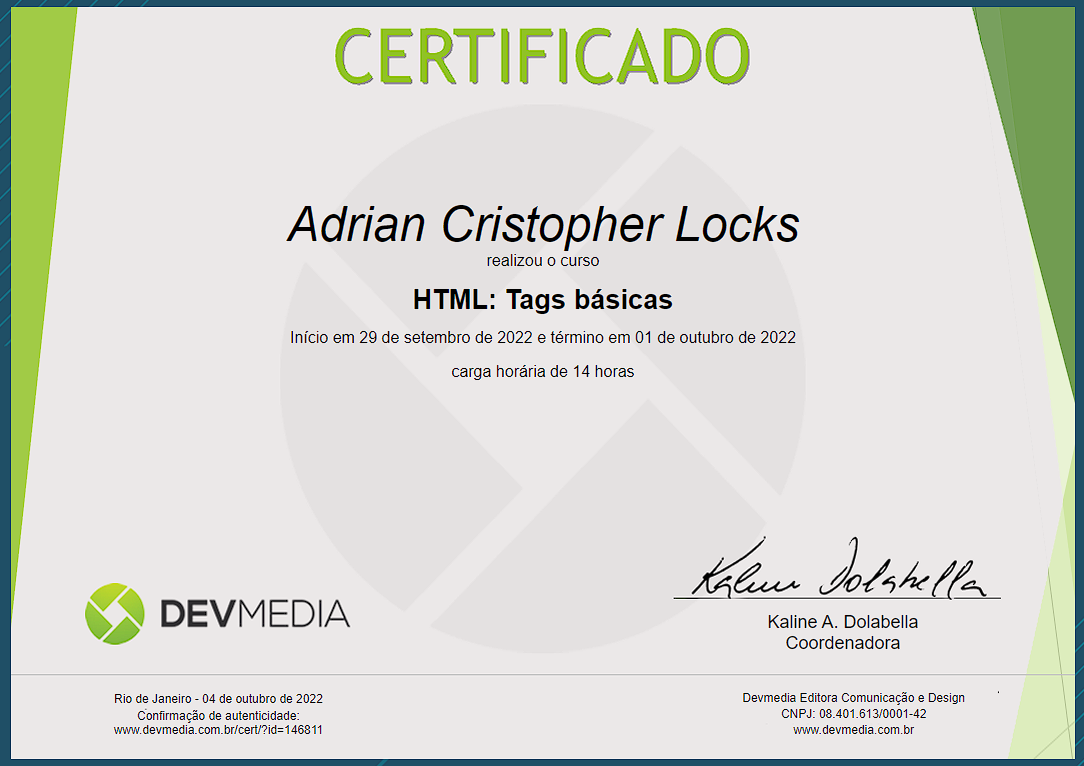 CERTIFICADO
Adrian Cristopher Locks
realizou o curso
HTML: Tags básicas
Início em 29 de setembro de 2022 e término em 01 de outubro de 2022
carga horária de 14 horas
Kaline Dolabella
DEVMEDIA
Kaline A. Dolabella
Coordenadora
Rio de Janeiro - 04 de outubro de 2022
Confirmação de autenticidade:
www.devmedia.com.br/cert/?id=146811
Devmedia Editora Comunicação e Design
CNPJ: 08.401.613/0001-42
www.devmedia.com.br